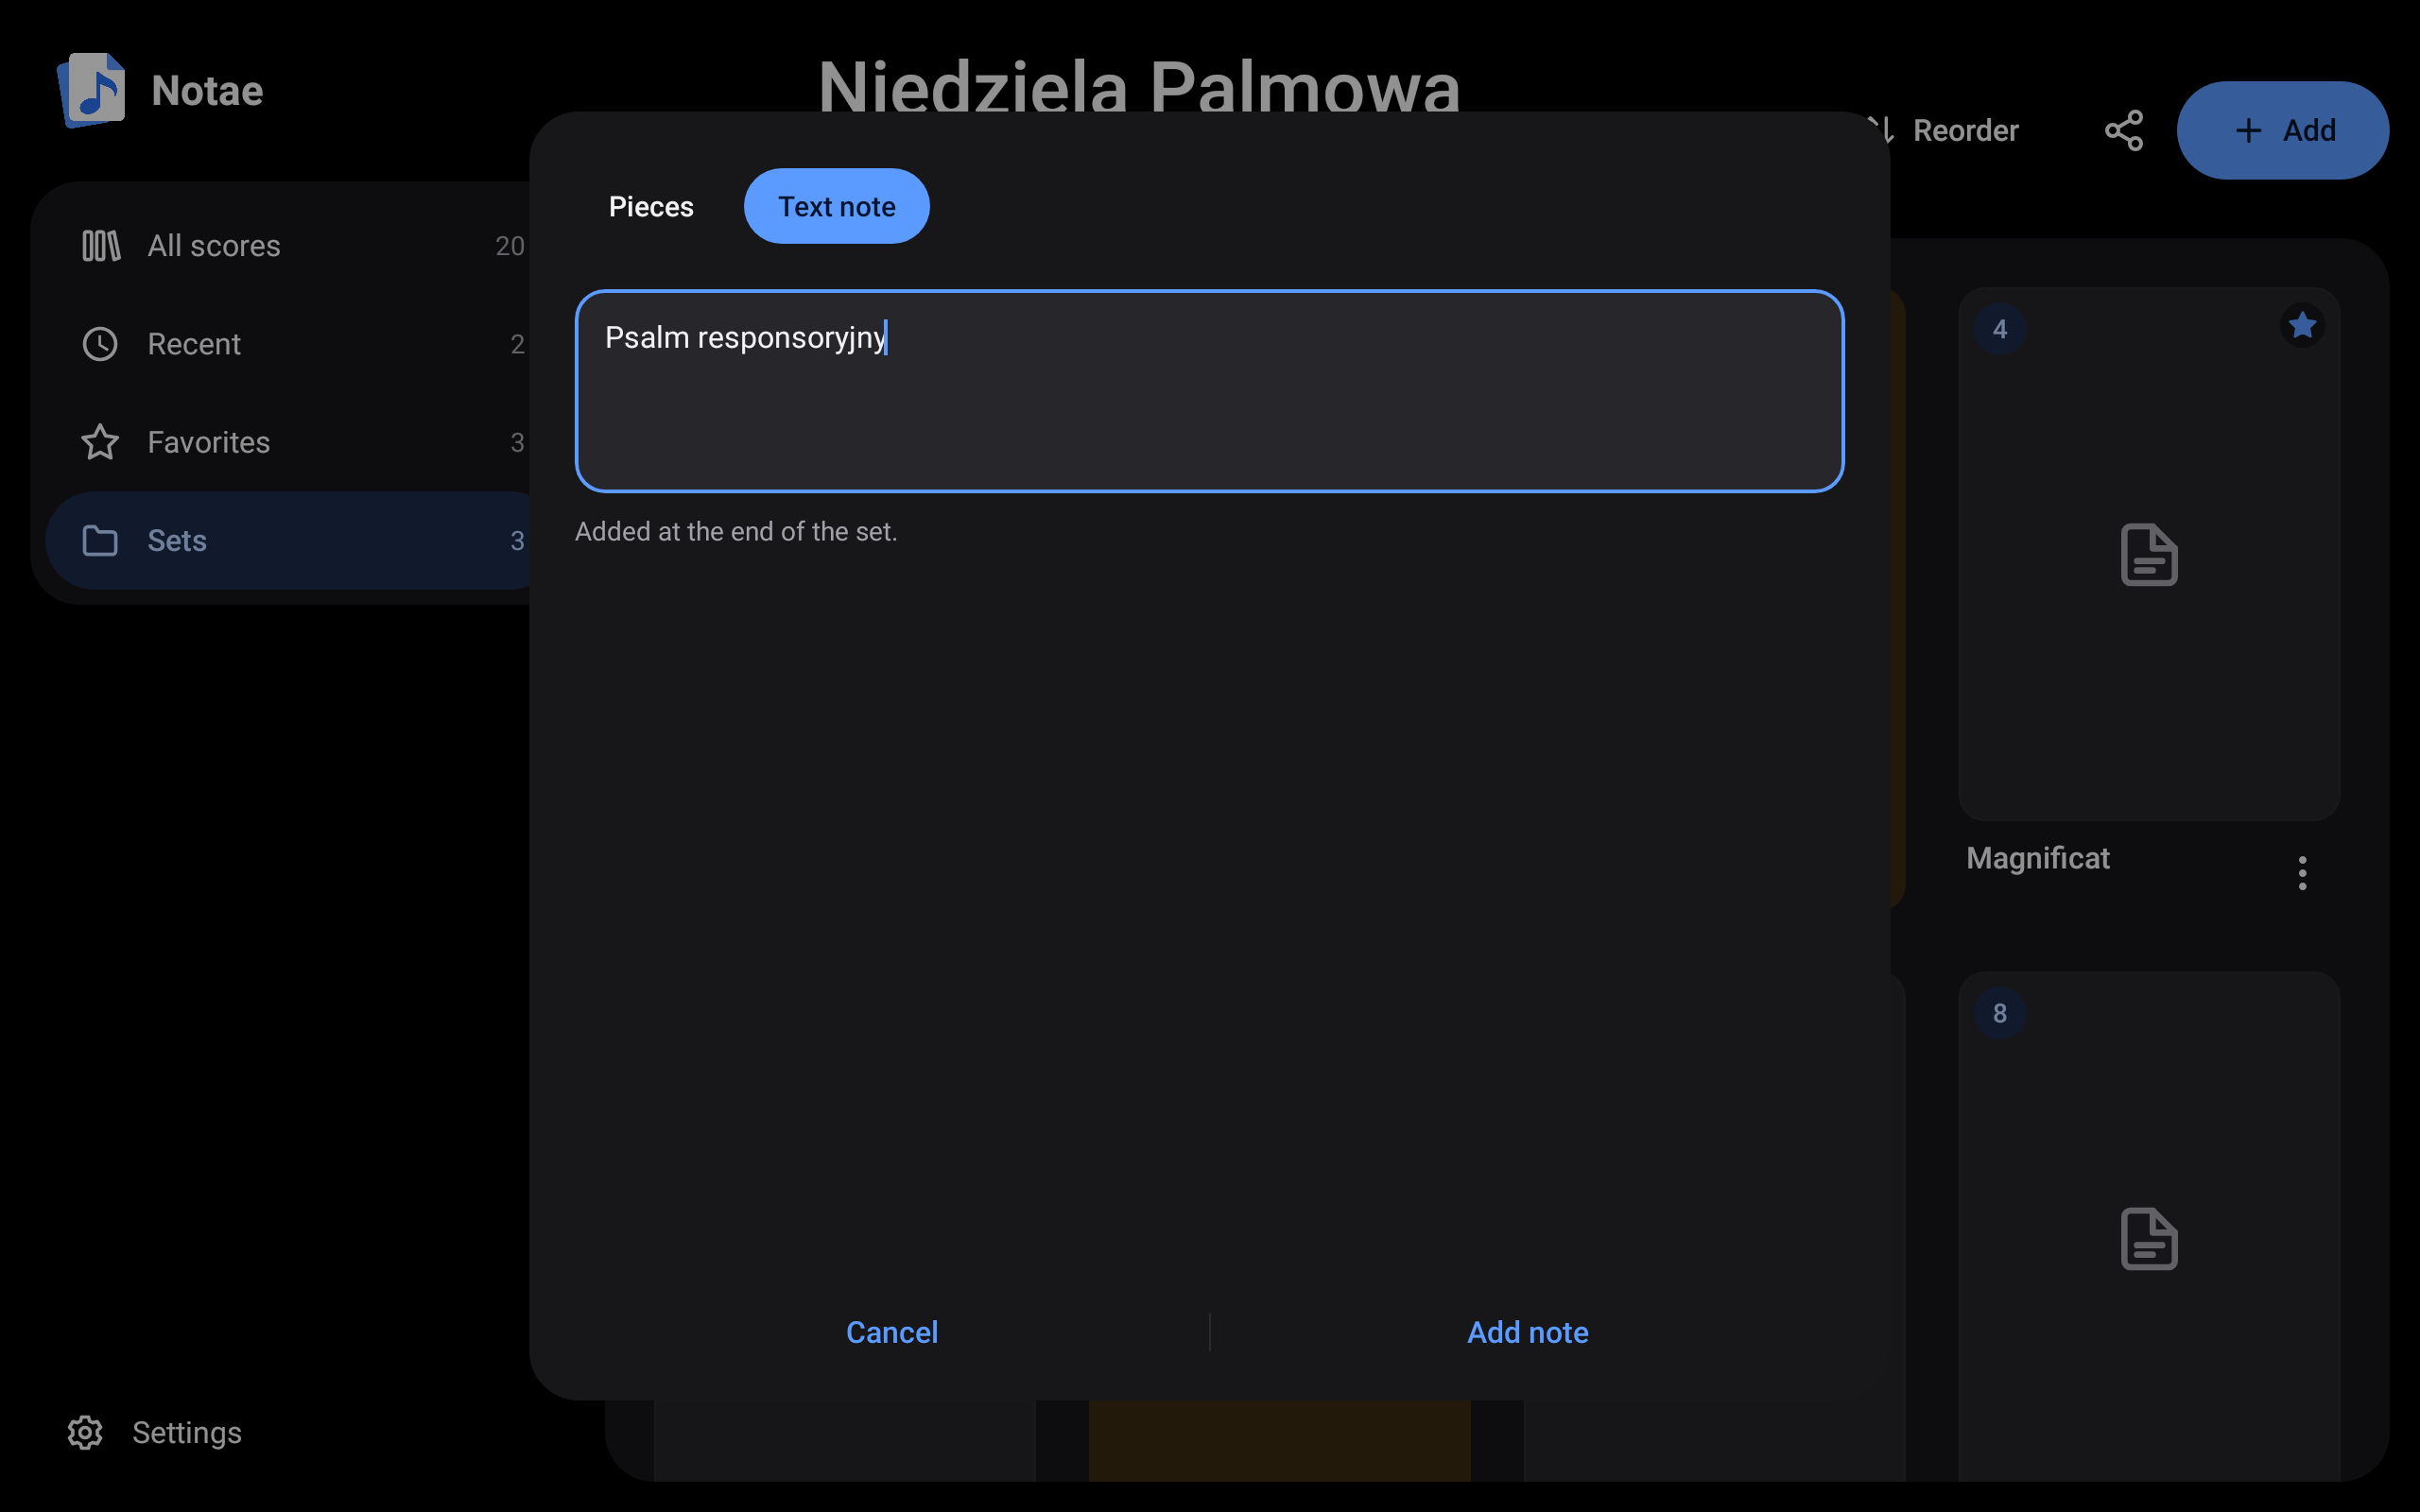 Notae
Niedziela Palmowa
Reorder
Add
All scores 20
Recent 2
Favorites 3
Sets 3
Settings
Pieces
Text note
Psalm responsoryjny
Added at the end of the set.
Cancel
Add note
4
Magnificat
8